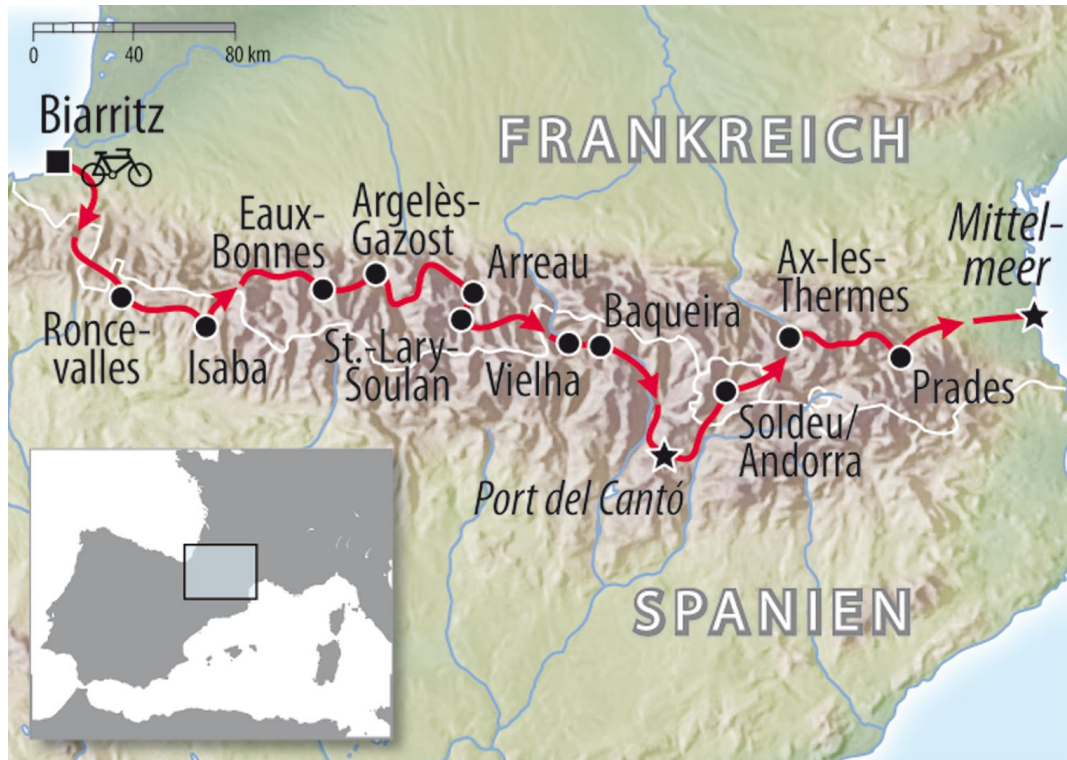 0 40 80 km
Biarritz
FRANKREICH
Eaux-
Bonnes
Argelès-
Gazost
Arreau
Ax-les-
Thermes
Mittel-
meer
Ronce-
valles
Isaba
St.-Lary-
Soulan
Vielha
Baqueira
Soldeu/
Andorra
Prades
Port del Cantó
SPANIEN